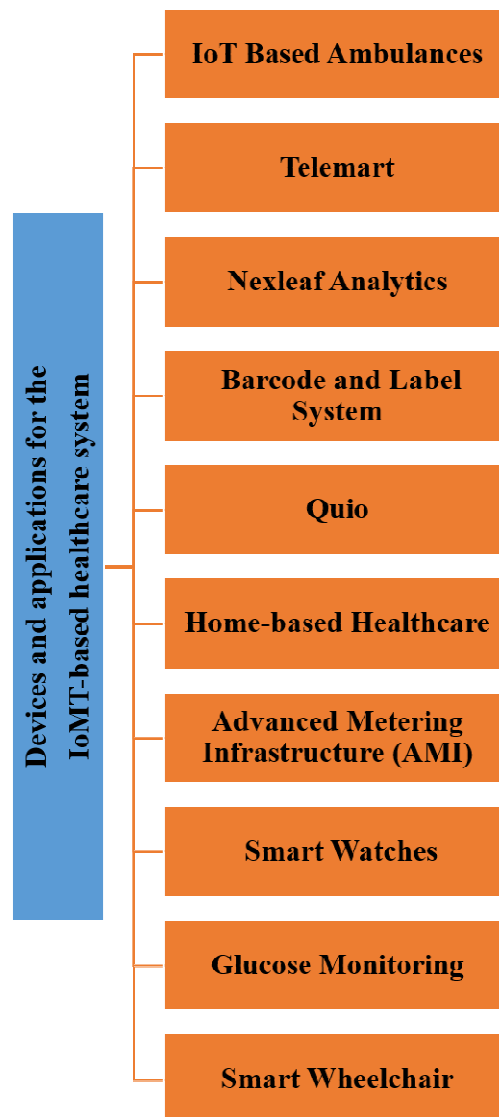 Devices and applications for the
IoMT-based healthcare system
IoT Based Ambulances
Telemart
Nexleaf Analytics
Barcode and Label
System
Quio
Home-based Healthcare
Advanced Metering
Infrastructure (AMI)
Smart Watches
Glucose Monitoring
Smart Wheelchair